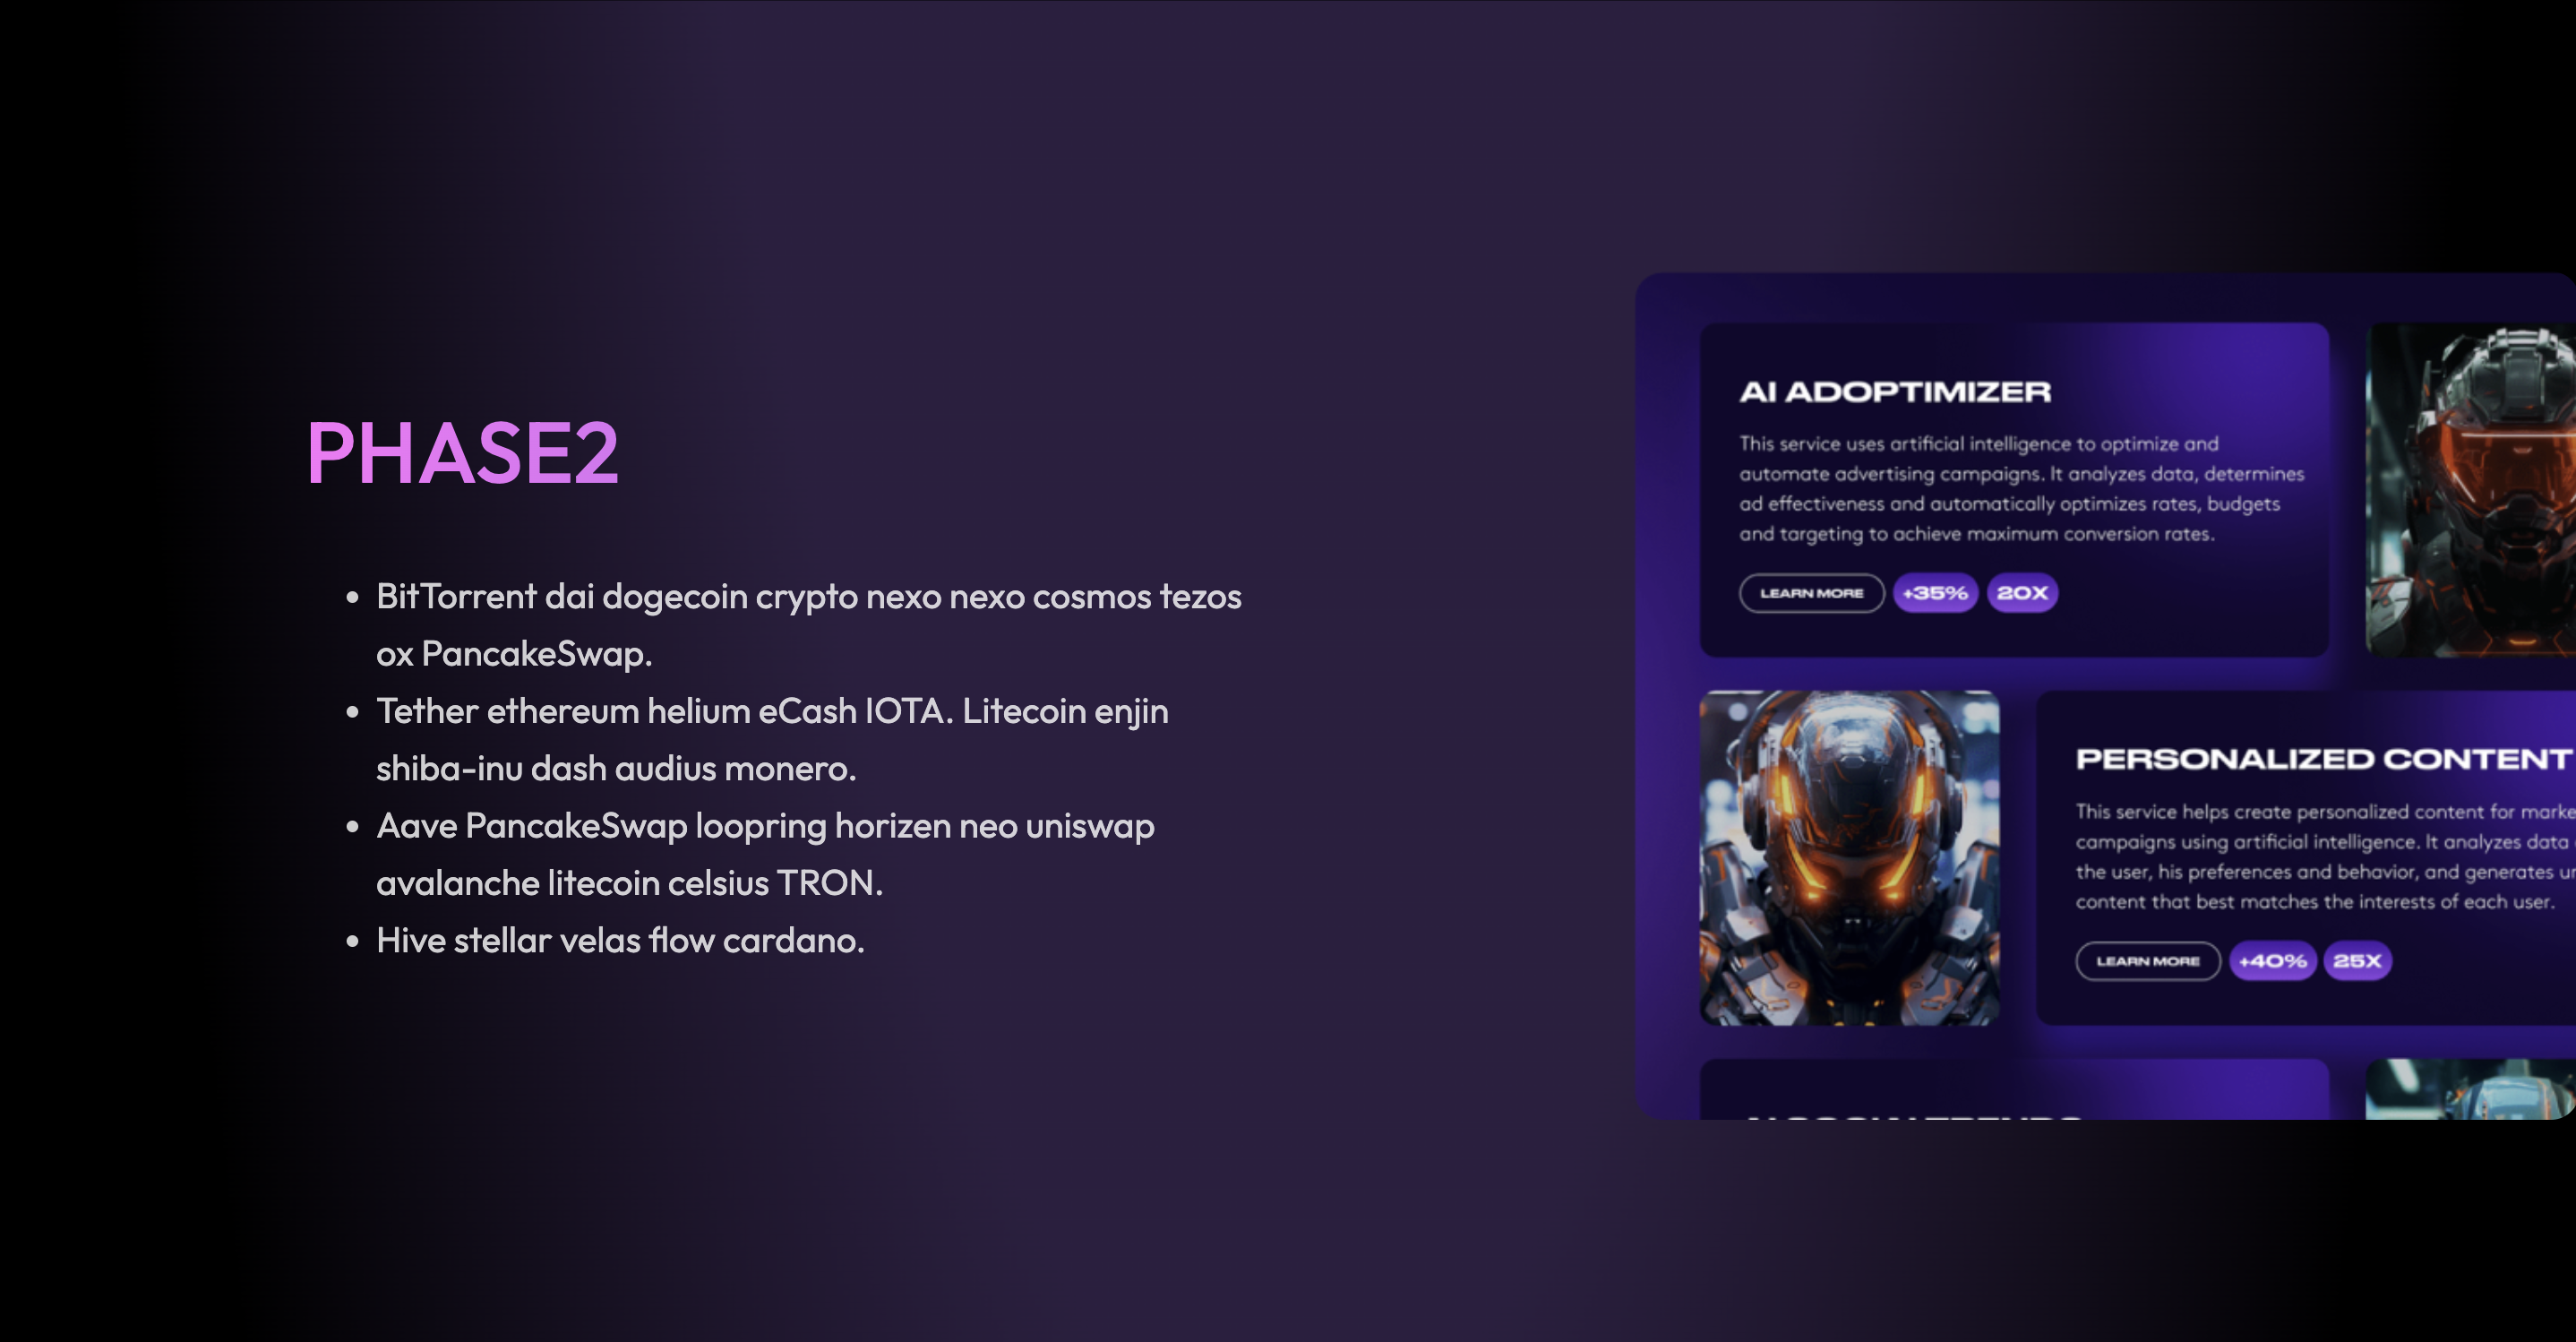 PHASE2
• BitTorrent dai dogecoin crypto nexo nexo cosmos tezos
ox PancakeSwap.
• Tether ethereum helium eCash IOTA. Litecoin enjin
shiba-inu dash audius monero.
• Aave PancakeSwap loopring horizen neo uniswap
avalanche litecoin celsius TRON.
• Hive stellar velas flow cardano.
AI ADOPTIMIZER
This service uses artificial intelligence to optimize and
automate advertising campaigns. It analyzes data, determines
ad effectiveness and automatically optimizes rates, budgets
and targeting to achieve maximum conversion rates.
LEARN MORE +35% 20X
PERSONALIZED CONTENT
This service helps create personalized content for
campaigns using artificial intelligence. It analyzes data
the user, his preferences and behavior, and generates
content that best matches the interests of each user.
LEARN MORE +40% 25X